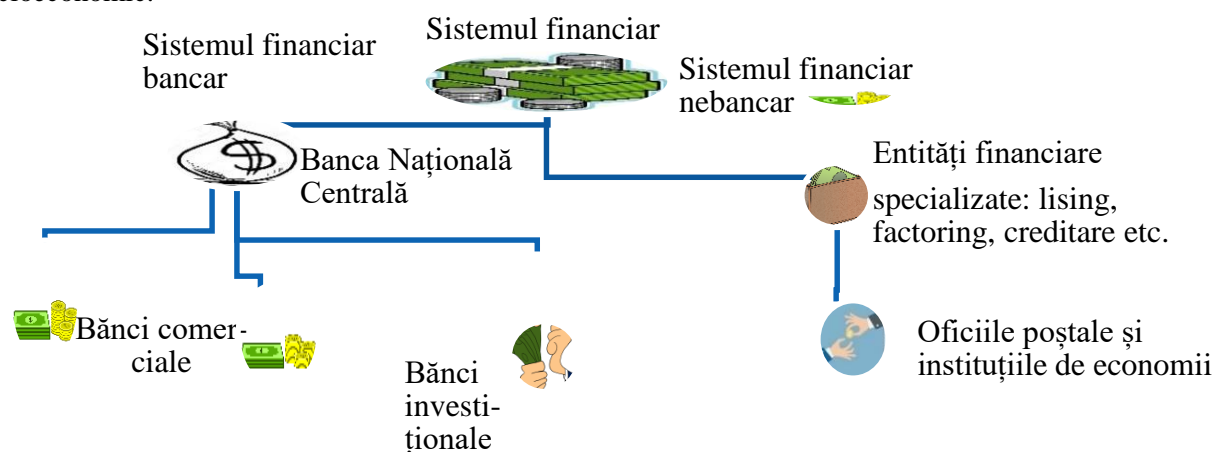 Sistemul financiar
Sistemul financiar
bancar
Sistemul financiar
nebancar
Banca Națională
Centrală
Entități financiare
specializate: lising,
factoring, creditare etc.
Bănci comer-
ciale
Bănci
investi-
ționale
Oficiile poștale și
instituțiile de economii